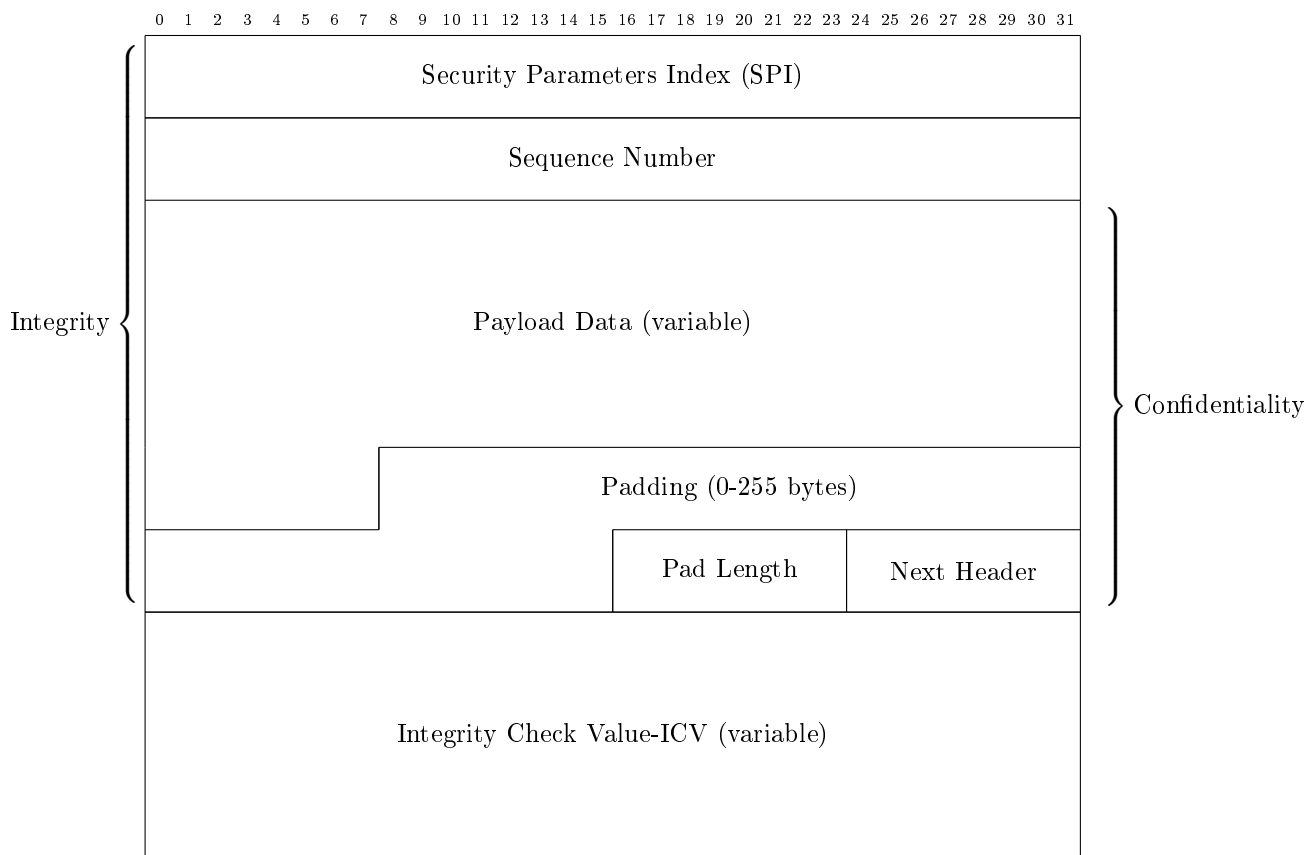 0 1 2 3 4 5 6 7 8 9 10 11 12 13 14 15 16 17 18 19 20 21 22 23 24 25 26 27 28 29 30 31
Security Parameters Index (SPI)
Sequence Number
Integrity
Payload Data (variable)
Confidentiality
Padding (0-255 bytes)
Pad Length
Next Header
Integrity Check Value-ICV (variable)